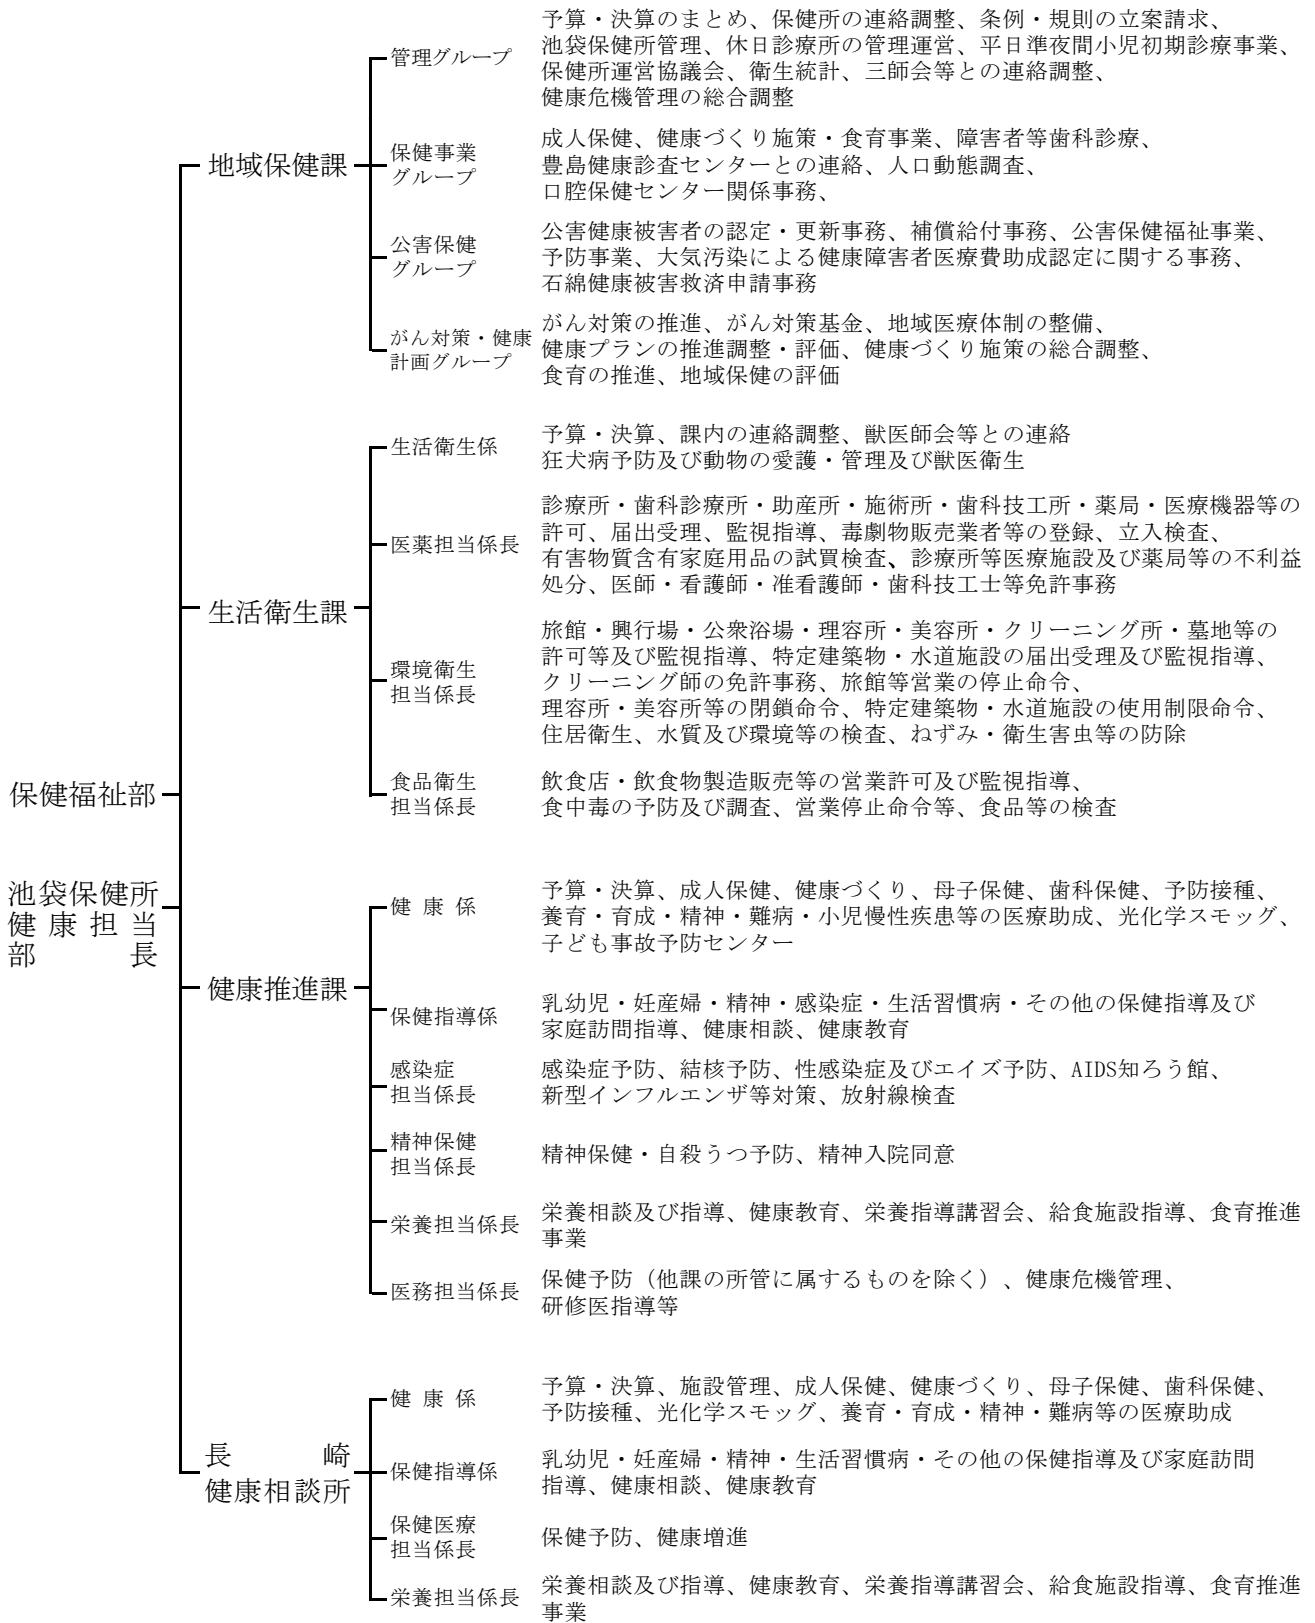 保健福祉部
池袋保健所
健康担当
部長
地域保健課
管理グループ
予算・決算のまとめ、保健所の連絡調整、条例・規則の立案請求、
池袋保健所管理、休日診療所の管理運営、平日準夜間小児初期診療事業、
保健所運営協議会、衛生統計、三師会等との連絡調整、
健康危機管理の総合調整
保健事業
グループ
成人保健、健康づくり施策・食育事業、障害者等歯科診療、
豊島健康診査センターとの連絡、人口動態調査、
口腔保健センター関係事務、
公害保健
グループ
公害健康被害者の認定・更新事務、補償給付事務、公害保健福祉事業、
予防事業、大気汚染による健康障害者医療費助成認定に関する事務、
石綿健康被害救済申請事務
がん対策・健康
計画グループ
がん対策の推進、がん対策基金、地域医療体制の整備、
健康プランの推進調整・評価、健康づくり施策の総合調整、
食育の推進、地域保健の評価
生活衛生課
生活衛生係
予算・決算、課内の連絡調整、獣医師会等との連絡
狂犬病予防及び動物の愛護・管理及び獣医衛生
医薬担当係長
診療所・歯科診療所・助産所・施術所・歯科技工所・薬局・医療機器等の
許可、届出受理、監視指導、毒劇物販売業者等の登録、立入検査、
有害物質含有家庭用品の試買検査、診療所等医療施設及び薬局等の不利益
処分、医師・看護師・准看護師・歯科技工士等免許事務
環境衛生
担当係長
旅館・興行場・公衆浴場・理容所・美容所・クリーニング所・墓地等の
許可等及び監視指導、特定建築物・水道施設の届出受理及び監視指導、
クリーニング師の免許事務、旅館等営業の停止命令、
理容所・美容所等の閉鎖命令、特定建築物・水道施設の使用制限命令、
住居衛生、水質及び環境等の検査、ねずみ・衛生害虫等の防除
食品衛生
担当係長
飲食店・飲食物製造販売等の営業許可及び監視指導、
食中毒の予防及び調査、営業停止命令等、食品等の検査
健康推進課
健康係
予算・決算、成人保健、健康づくり、母子保健、歯科保健、予防接種、
養育・育成・精神・難病・小児慢性疾患等の医療助成、光化学スモッグ、
子ども事故予防センター
保健指導係
乳幼児・妊産婦・精神・感染症・生活習慣病・その他の保健指導及び
家庭訪問指導、健康相談、健康教育
感染症
担当係長
感染症予防、結核予防、性感染症及びエイズ予防、AIDS知ろう館、
新型インフルエンザ等対策、放射線検査
精神保健
担当係長
精神保健・自殺うつ予防、精神入院同意
栄養担当係長
栄養相談及び指導、健康教育、栄養指導講習会、給食施設指導、食育推進
事業
医務担当係長
保健予防（他課の所管に属するものを除く）、健康危機管理、
研修医指導等
長崎
健康相談所
健康係
予算・決算、施設管理、成人保健、健康づくり、母子保健、歯科保健、
予防接種、光化学スモッグ、養育・育成・精神・難病等の医療助成
保健指導係
乳幼児・妊産婦・精神・生活習慣病・その他の保健指導及び家庭訪問
指導、健康相談、健康教育
保健医療
担当係長
保健予防、健康増進
栄養担当係長
栄養相談及び指導、健康教育、栄養指導講習会、給食施設指導、食育推進
事業